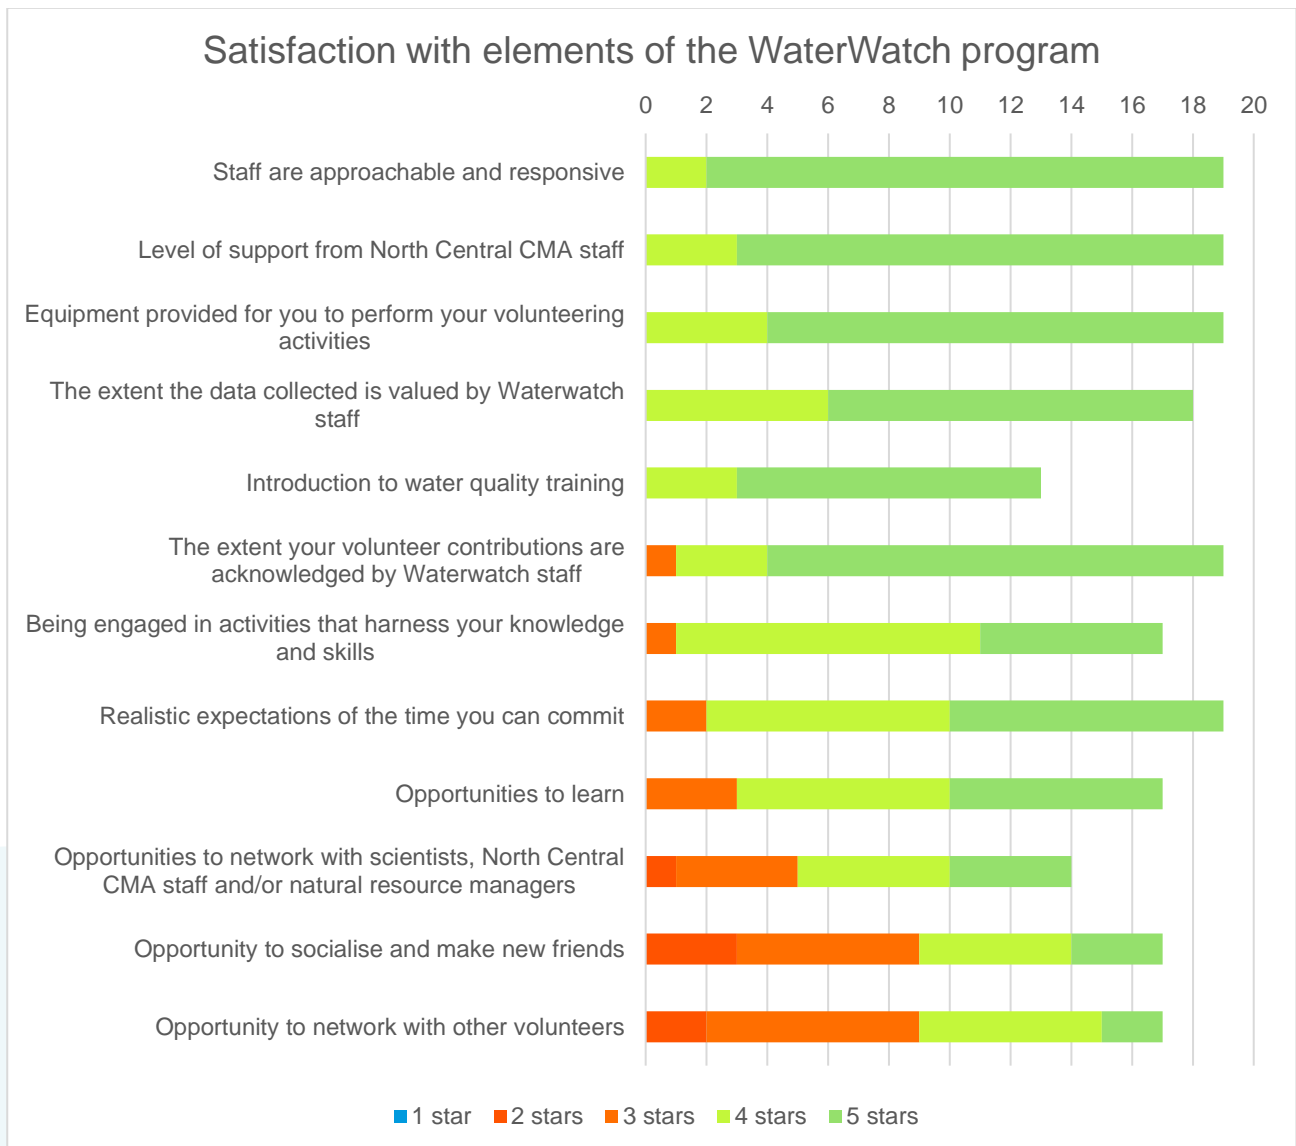 Satisfaction with elements of the WaterWatch program
0 2 4 6 8 10 12 14 16 18 20
Staff are approachable and responsive
Level of support from North Central CMA staff
Equipment provided for you to perform your volunteering
activities
The extent the data collected is valued by Waterwatch
staff
Introduction to water quality training
The extent your volunteer contributions are
acknowledged by Waterwatch staff
Being engaged in activities that harness your knowledge
and skills
Realistic expectations of the time you can commit
Opportunities to learn
Opportunities to network with scientists, North Central
CMA staff and/or natural resource managers
Opportunity to socialise and make new friends
Opportunity to network with other volunteers
1 star 2 stars 3 stars 4 stars 5 stars